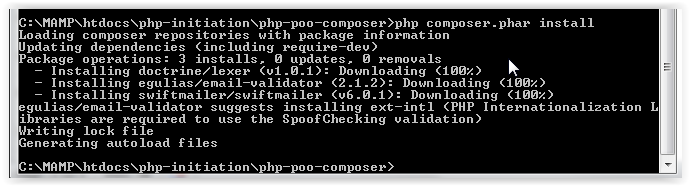 C:\MAMP\htdocs\php-initiation\php-poo-composer>php composer.phar install
Loading composer repositories with package information
Updating dependencies (including require-dev)
Package operations: 3 installs, 0 updates, 0 removals
  - Installing doctrine/lexer (v1.0.1): Downloading (100%)
  - Installing egulias/email-validator (2.1.2): Downloading (100%)
  - Installing swiftmailer/swiftmailer (v6.0.1): Downloading (100%)
egulias/email-validator suggests installing ext-intl (PHP Internationalization L
ibraries are required to use the SpoofChecking validation)
Writing lock file
Generating autoload files
C:\MAMP\htdocs\php-initiation\php-poo-composer>